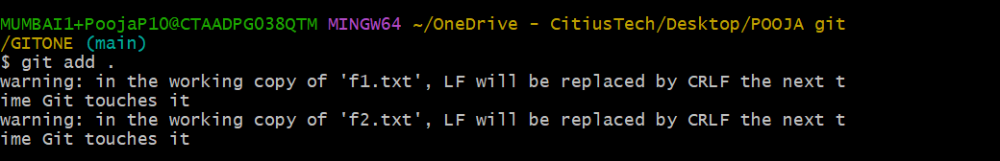 MUMBAI1+PoojaP10@CTAADPG038QTM MINGW64 ~/OneDrive - CitiusTech/Desktop/POOJA git
/GITONE (main)
$ git add .
warning: in the working copy of 'f1.txt', LF will be replaced by CRLF the next t
ime Git touches it
warning: in the working copy of 'f2.txt', LF will be replaced by CRLF the next t
ime Git touches it